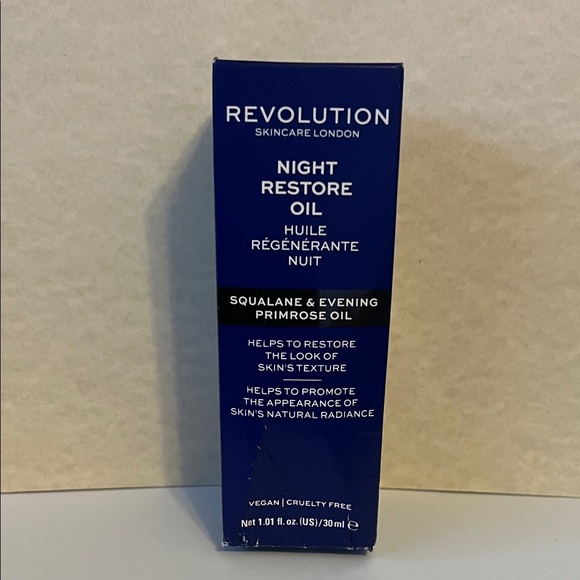 REVOLUTION
SKINCARE LONDON
NIGHT
RESTORE
OIL
HUILE
RÉGÉNÉRANTE
NUIT
SQUALANE & EVENING
PRIMROSE OIL
HELPS TO RESTORE
THE LOOK OF
SKIN'S TEXTURE
HELPS TO PROMOTE
THE APPEARANCE OF
SKIN'S NATURAL RADIANCE
VEGAN | CRUELTY FREE
Net 1.01 fl. oz. (US)/30ml ℮